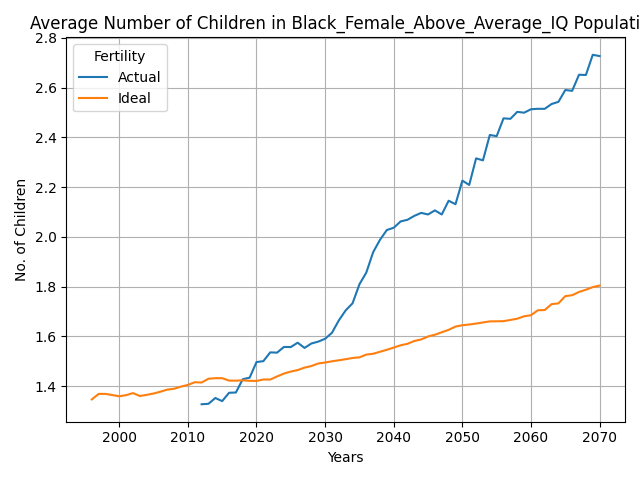 Average Number of Children in Black_Female_Above_Average_IQ Populati
2.8
2.6
2.4
2.2
2.0
1.8
1.6
1.4
No. of Children
Fertility
Actual
Ideal
2000 2010 2020 2030 2040 2050 2060 2070
Years